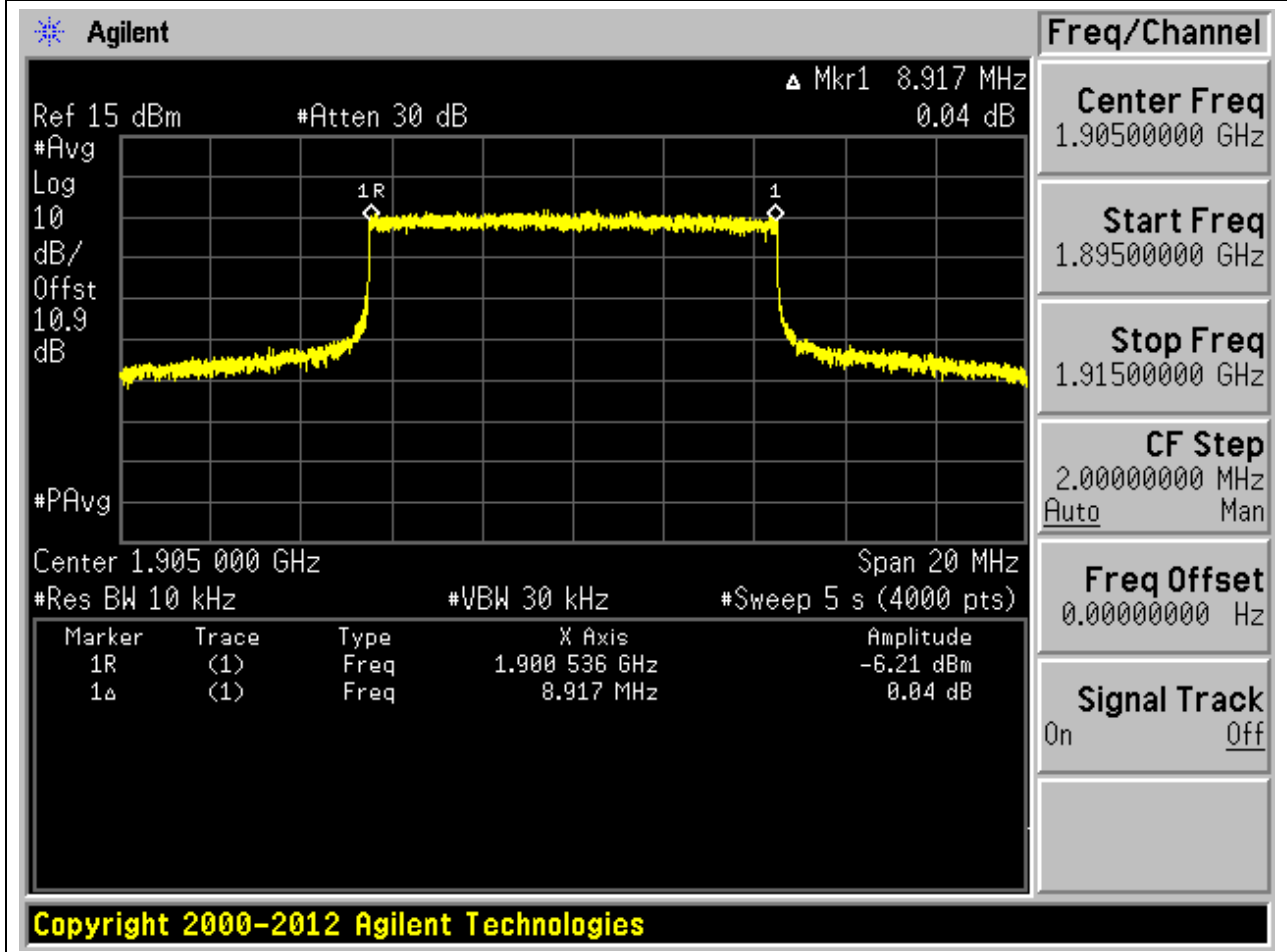 Agilent
Freq/Channel
Δ Mkr1 8.917 MHz
Ref 15 dBm #Atten 30 dB 0.04 dB
#Avg
Log
10
dB/
Offst
10.9
dB
1R
1
#PAvg
Center 1.905 000 GHz Span 20 MHz
#Res BW 10 kHz #VBW 30 kHz #Sweep 5 s (4000 pts)
Marker Trace Type X Axis Amplitude
1R (1) Freq 1.900 536 GHz -6.21 dBm
1Δ (1) Freq 8.917 MHz 0.04 dB
Center Freq
1.90500000 GHz
Start Freq
1.89500000 GHz
Stop Freq
1.91500000 GHz
CF Step
2.00000000 MHz
Auto Man
Freq Offset
0.00000000 Hz
Signal Track
On Off
Copyright 2000-2012 Agilent Technologies